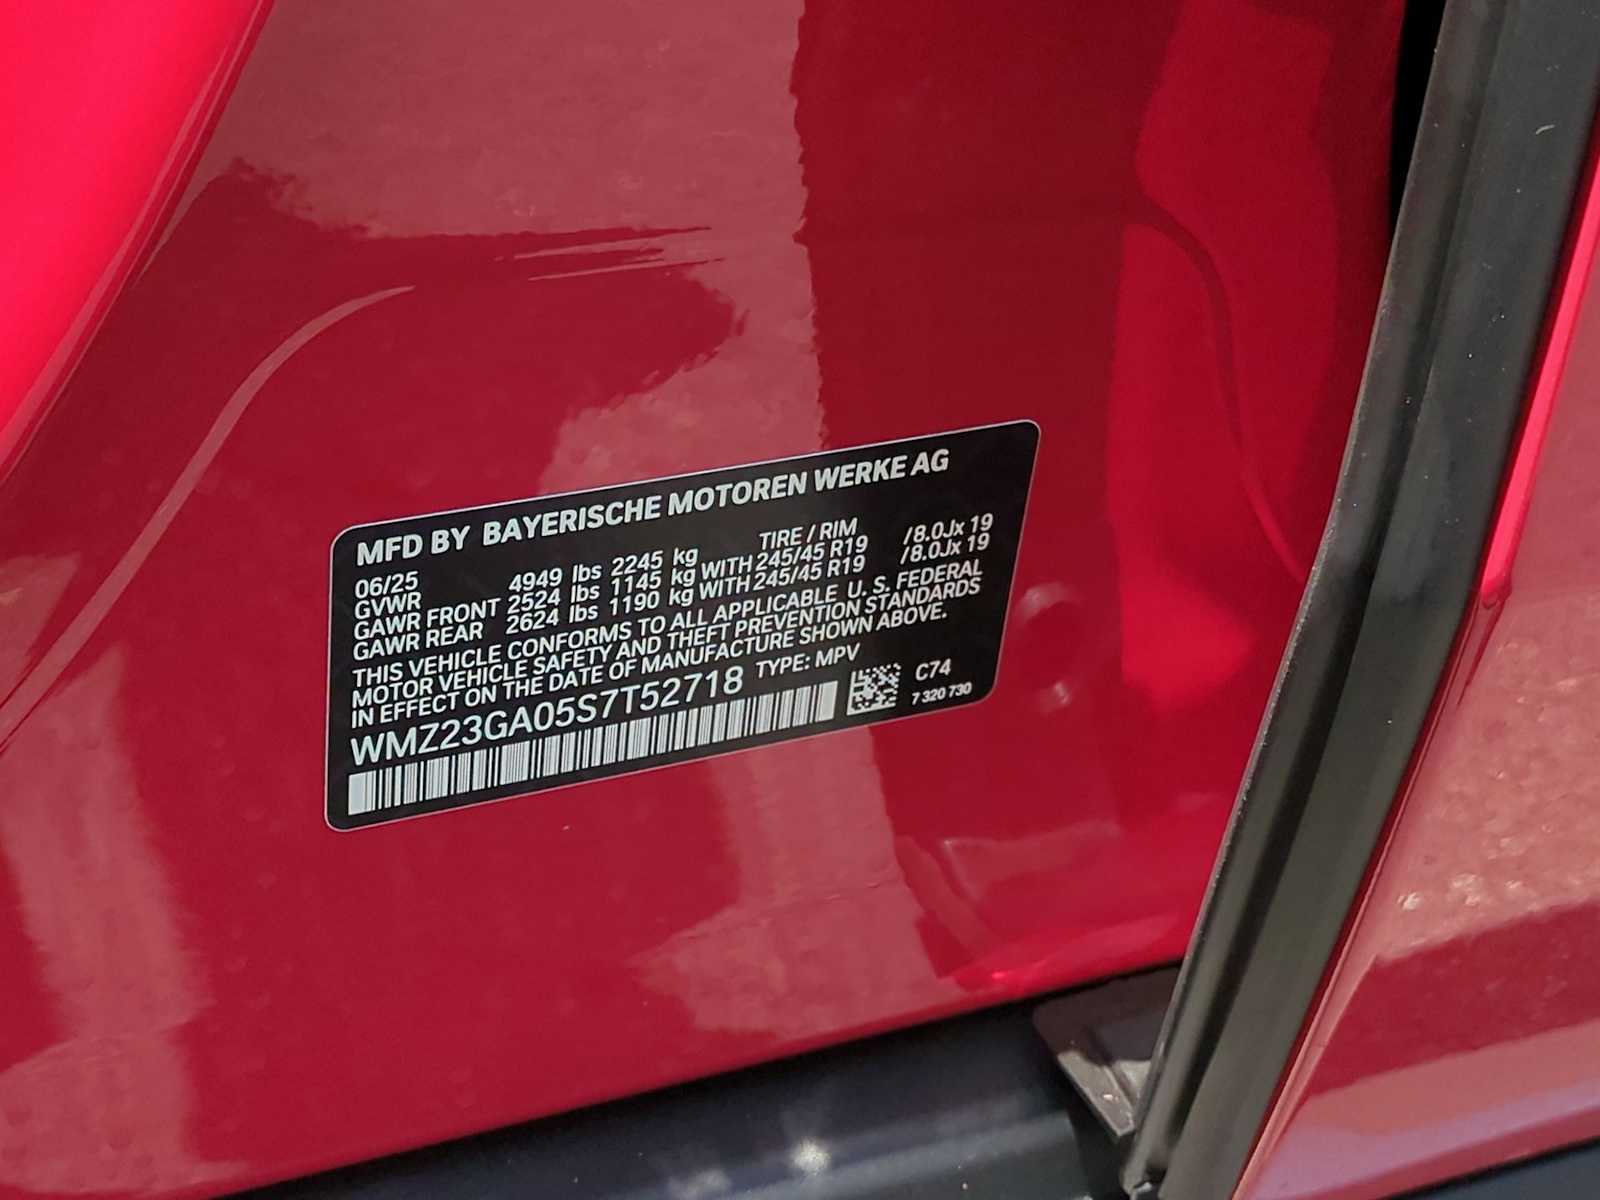 MFD BY BAYERISCHE MOTOREN WERKE AG
06/25 TIRE / RIM
GVWR 4949 lbs 2245 kg
GAWR FRONT 2524 lbs 1145 kg WITH 245/45 R19 /8.0Jx 19
GAWR REAR 2624 lbs 1190 kg WITH 245/45 R19 /8.0Jx 19
THIS VEHICLE CONFORMS TO ALL APPLICABLE U. S. FEDERAL
MOTOR VEHICLE SAFETY AND THEFT PREVENTION STANDARDS
IN EFFECT ON THE DATE OF MANUFACTURE SHOWN ABOVE.
WMZ23GA05S7T52718 TYPE: MPV
C74
7 320 730